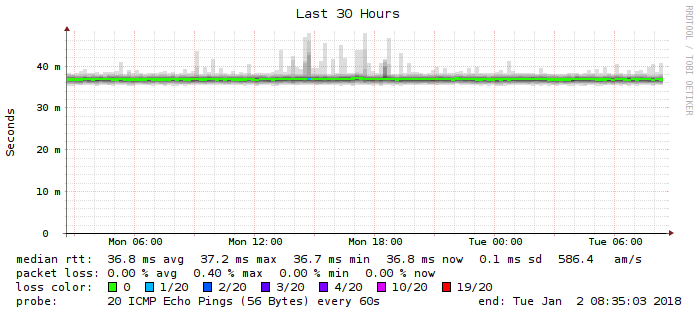 Last 30 Hours
RRDTOOL / TOBI OETIKER
Seconds
40 m
30 m
20 m
10 m
0
Mon 06:00 Mon 12:00 Mon 18:00 Tue 00:00 Tue 06:00
median rtt: 36.8 ms avg 37.2 ms max 36.7 ms min 36.8 ms now 0.1 ms sd 586.4 am/s
packet loss: 0.00 % avg 0.40 % max 0.00 % min 0.00 % now
loss color: 0 1/20 2/20 3/20 4/20 10/20 19/20
probe: 20 ICMP Echo Pings (56 Bytes) every 60s end: Tue Jan 2 08:35:03 2018